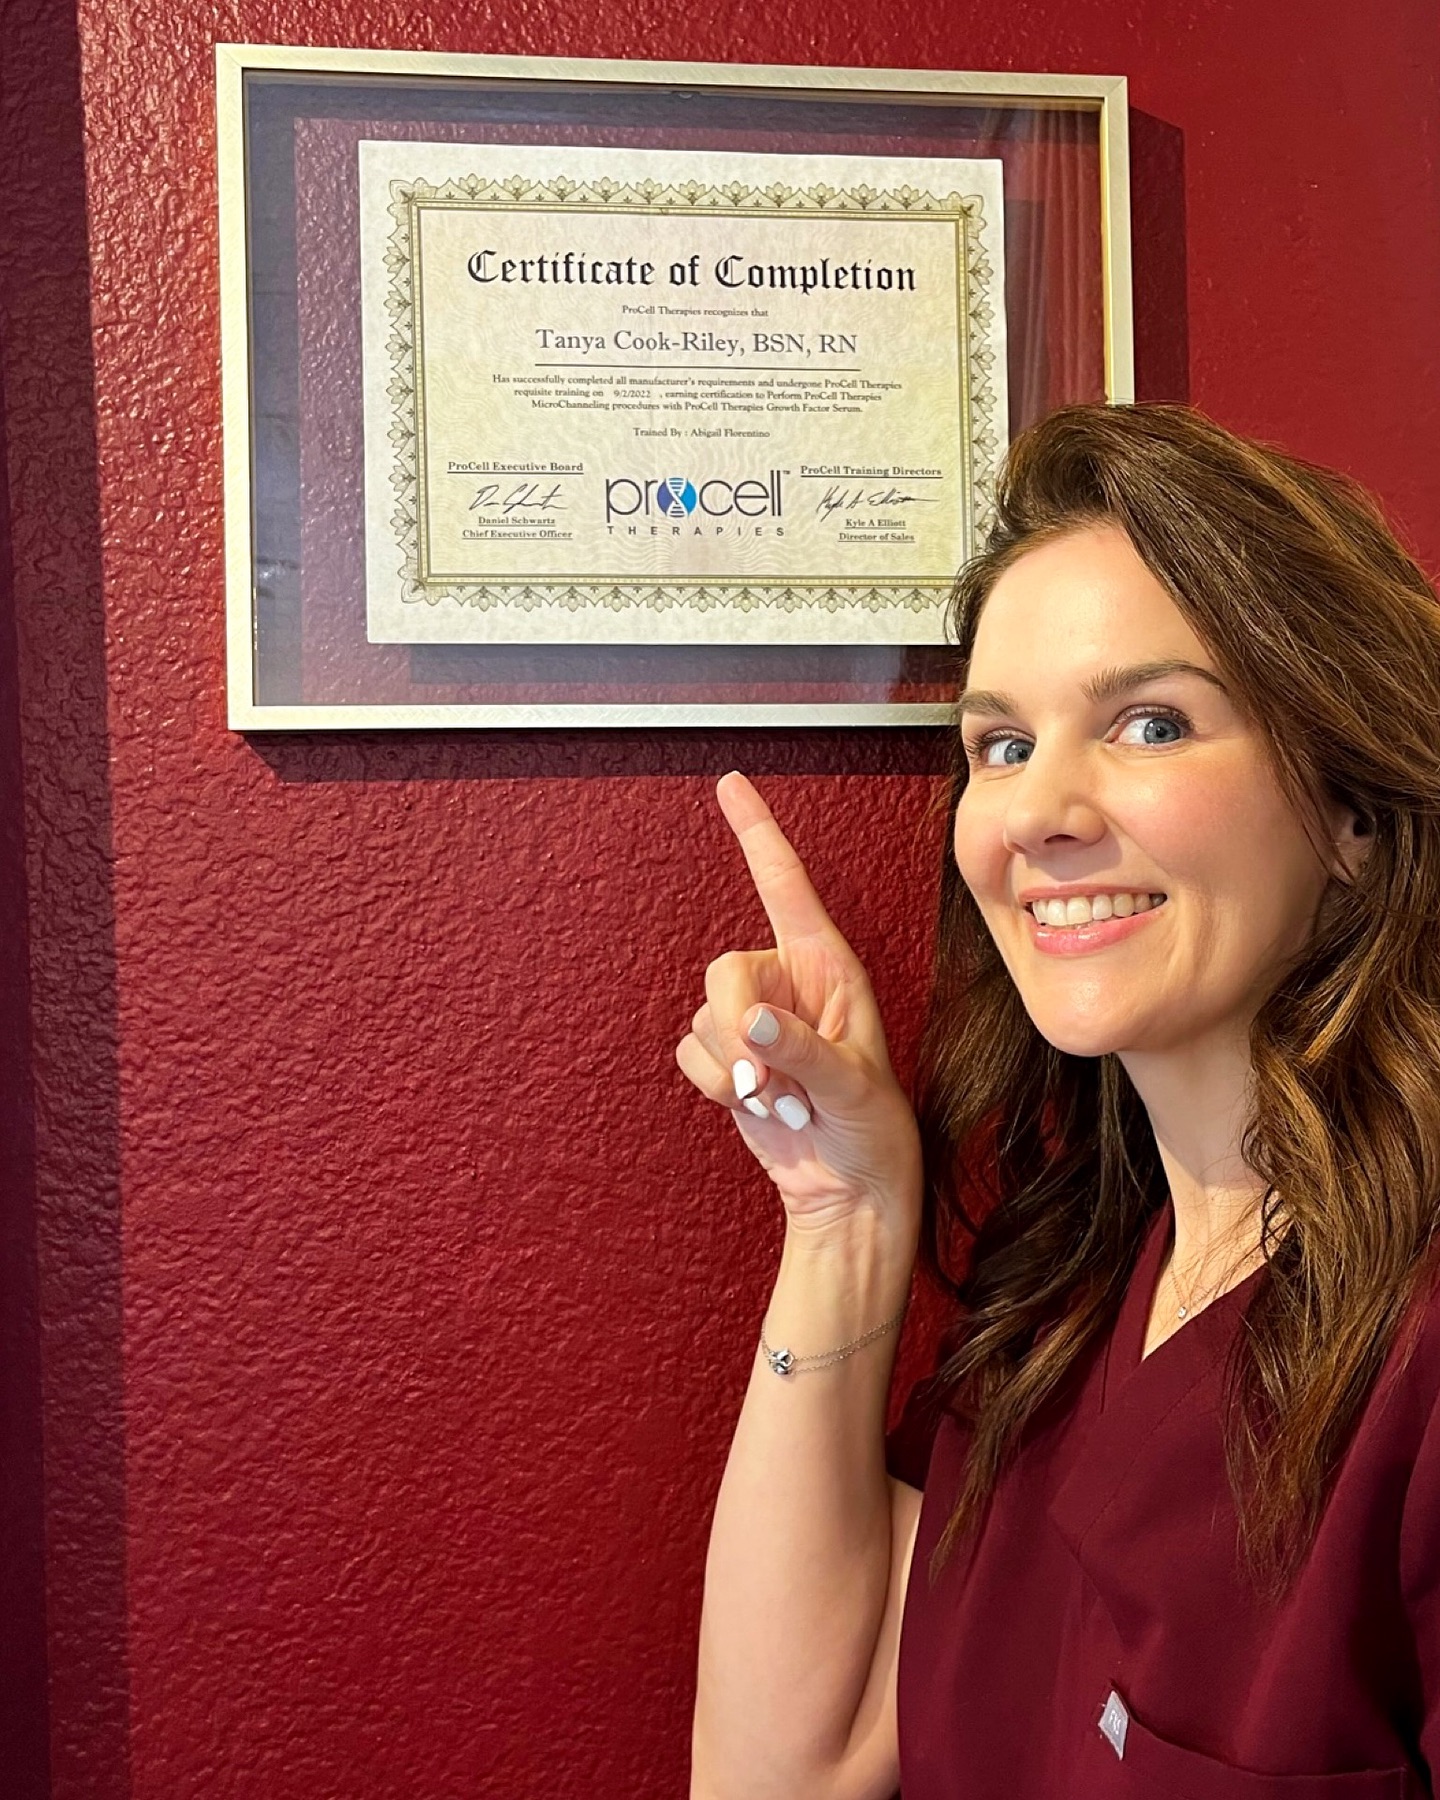 Certificate of Completion
ProCell Therapies recognizes that
Tanya Cook-Riley, BSN, RN
Has successfully completed all manufacturer's requirements and undergone ProCell Therapies
requisite training on 9/2/2022 , earning certification to Perform ProCell Therapies
MicroChanneling procedures with ProCell Therapies Growth Factor Serum.
Trained By : Abigail Florentino
ProCell Executive Board
Daniel Schwartz
Chief Executive Officer
procell™
THERAPIES
ProCell Training Directors
Kyle A Elliott
Kyle A Elliott
Director of Sales